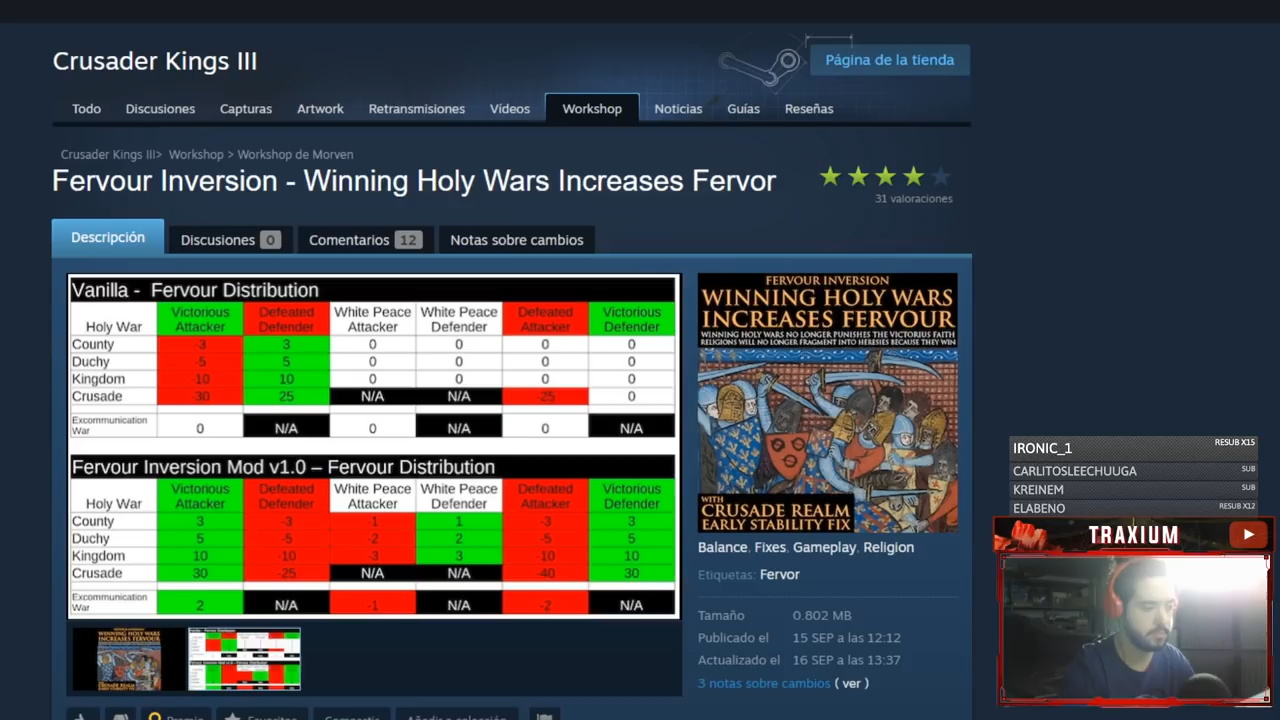 Crusader Kings III
Página de la tienda
Todo Discusiones Capturas Artwork Retransmisiones Vídeos Workshop Noticias Guías Reseñas
Crusader Kings III> Workshop > Workshop de Morven
Fervour Inversion - Winning Holy Wars Increases Fervor
31 valoraciones
Descripción Discusiones 0 Comentarios 12 Notas sobre cambios
Vanilla - Fervour Distribution
Holy War Victorious Attacker Defeated Defender White Peace Attacker White Peace Defender Defeated Attacker Victorious Defender
County -3 3 0 0 0 0
Duchy -5 5 0 0 0 0
Kingdom -10 10 0 0 0 0
Crusade -30 25 N/A N/A -25 0
Excommunication War 0 N/A 0 N/A 0 N/A
Fervour Inversion Mod v1.0 – Fervour Distribution
Holy War Victorious Attacker Defeated Defender White Peace Attacker White Peace Defender Defeated Attacker Victorious Defender
County 3 -3 -1 1 -3 3
Duchy 5 -5 -2 2 -5 5
Kingdom 10 -10 -3 3 -10 10
Crusade 30 -25 N/A N/A -40 30
Excommunication War 2 N/A -1 N/A -2 N/A
FERVOUR INVERSION
WINNING HOLY WARS
INCREASES FERVOUR
WINNING HOLY WARS NO LONGER PUNISHES THE VICTORIUS FAITH
RELIGIONS WILL NO LONGER FRAGMENT INTO HERESIES BECAUSE THEY WIN
WITH
CRUSADE REALM
EARLY STABILITY FIX
Balance, Fixes, Gameplay, Religion
Etiquetas: Fervor
Tamaño 0.802 MB
Publicado el 15 SEP a las 12:12
Actualizado el 16 SEP a las 13:37
3 notas sobre cambios ( ver )
IRONIC_1 RESUB X15
CARLITOSLEECHUUGA SUB
KREINEM SUB
ELABENO RESUB X12
TRAXIUM